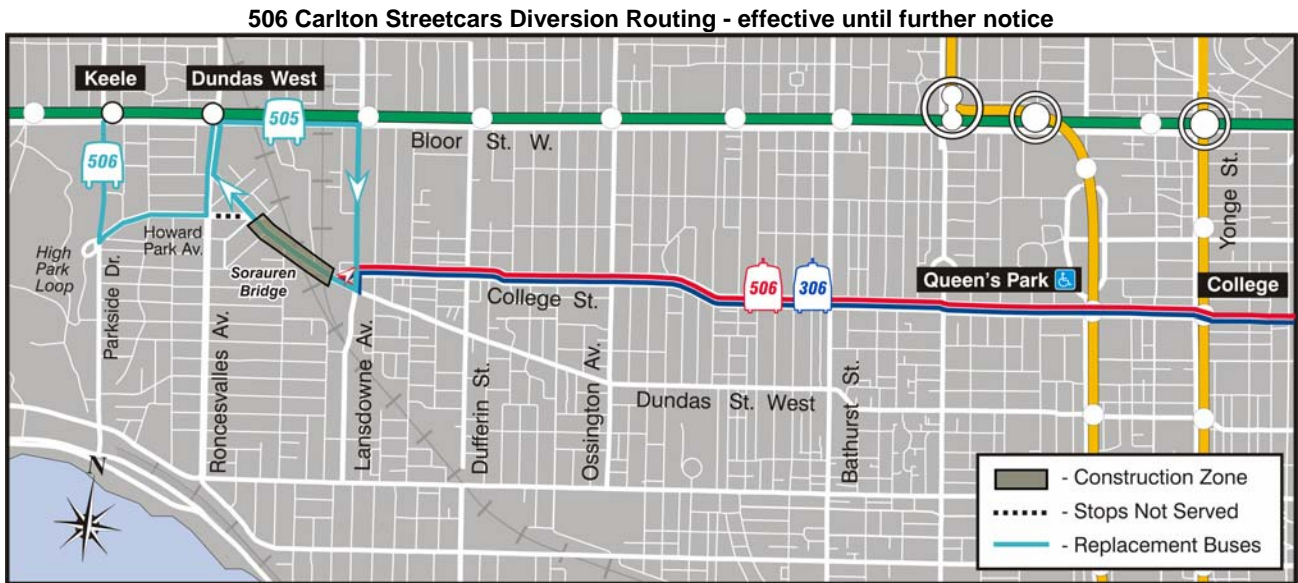 506 Carlton Streetcars Diversion Routing - effective until further notice
Keele
Dundas West
505
506
Bloor St. W.
Yonge St.
Howard
Park Av.
High
Park
Loop
Sorauren
Bridge
506
306
Queen's Park
College
College St.
Parkside Dr.
Roncesvalles Av.
Lansdowne Av.
Dufferin St.
Ossington Av.
Dundas St. West
Bathurst St.
N
- Construction Zone
- Stops Not Served
- Replacement Buses